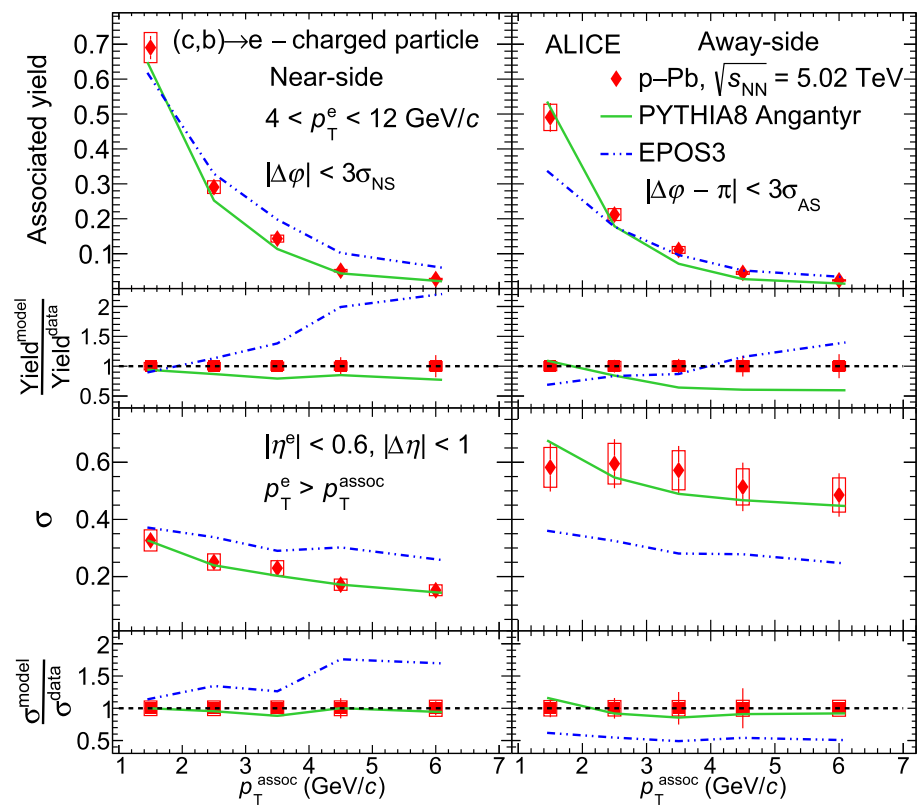 (c,b)→e – charged particle
Near-side
4 < p_T^e < 12 GeV/c
|Δφ| < 3σ_NS
ALICE Away-side
p–Pb, √s_NN = 5.02 TeV
PYTHIA8 Angantyr
EPOS3
|Δφ – π| < 3σ_AS
Associated yield
0.7
0.6
0.5
0.4
0.3
0.2
0.1
Yield^model
Yield^data
2
1.5
1
0.5
|η^e| < 0.6, |Δη| < 1
p_T^e > p_T^assoc
σ
0.6
0.4
0.2
σ^model
σ^data
2
1.5
1
0.5
1 2 3 4 5 6 7
1 2 3 4 5 6 7
p_T^assoc (GeV/c)
p_T^assoc (GeV/c)